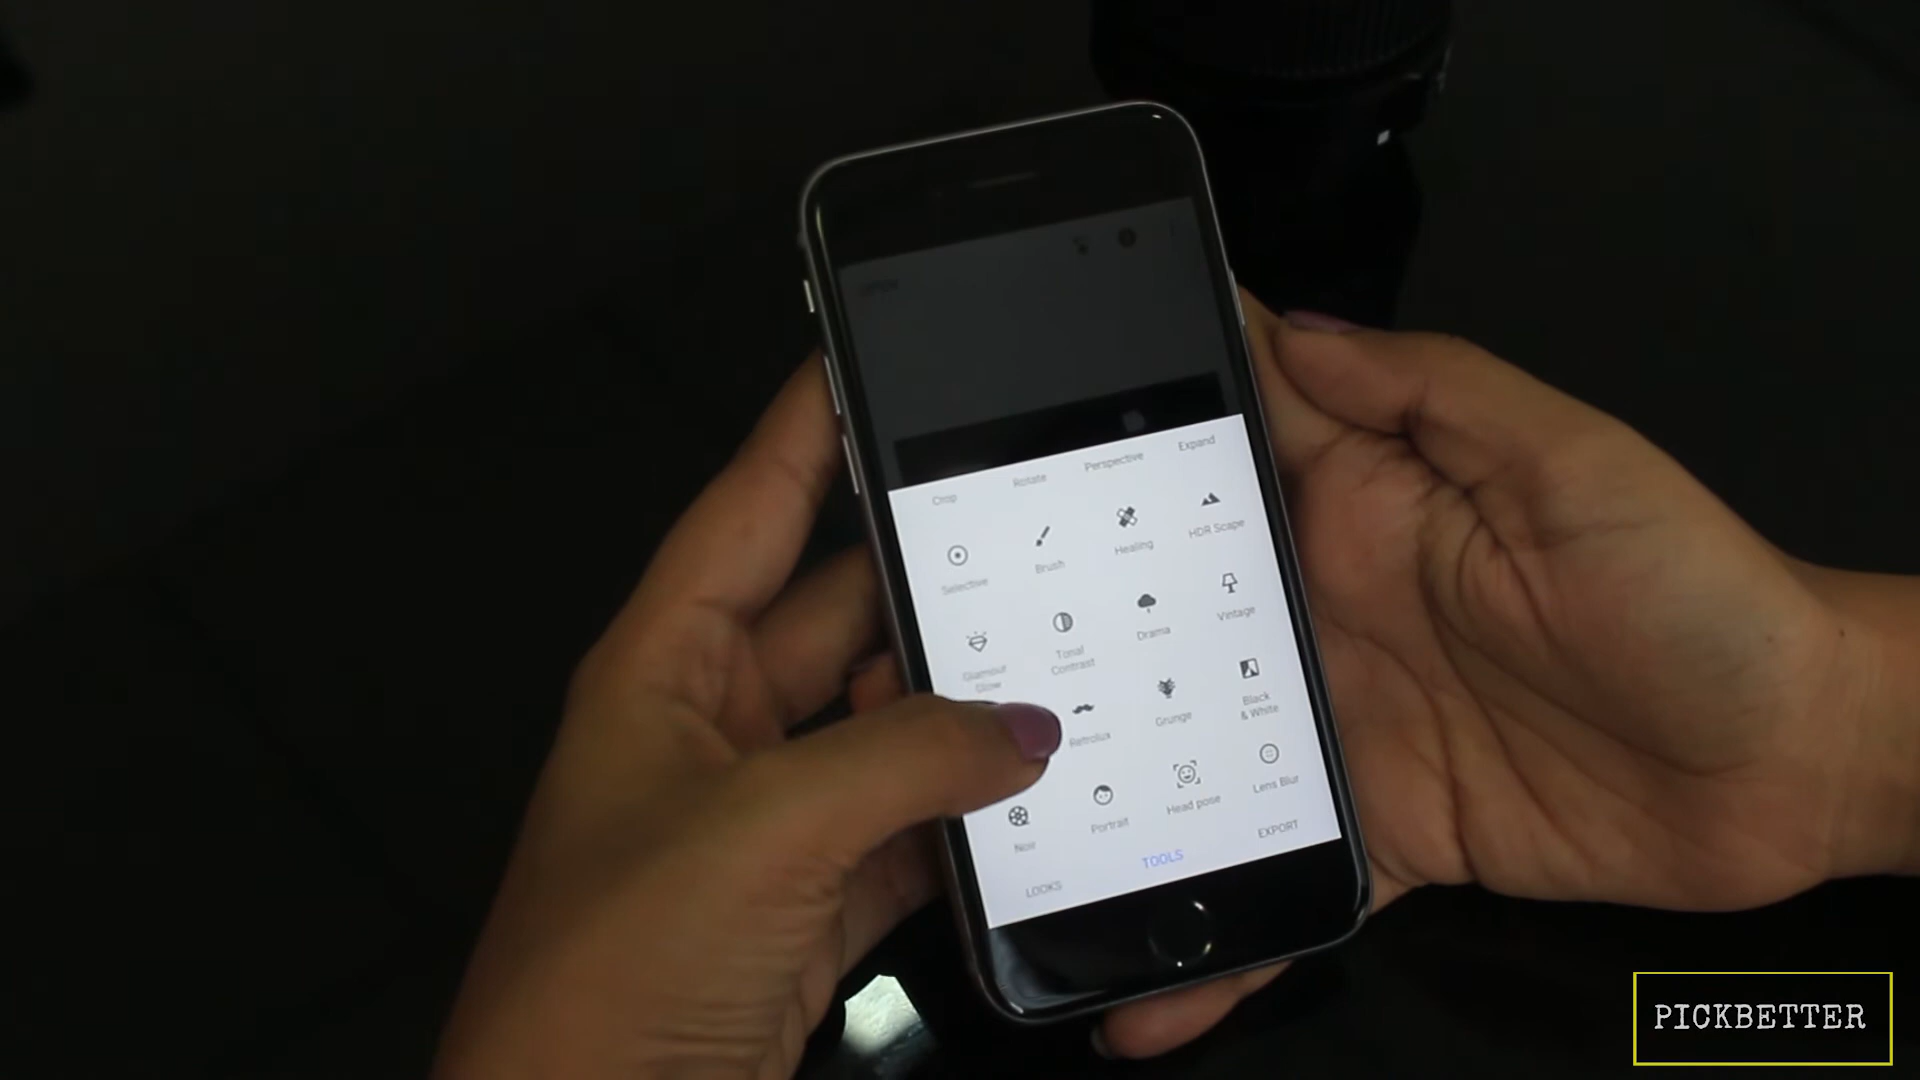 Crop Rotate Perspective Expand
Selective Brush Healing HDR Scape
Glamour
Glow
Tonal
Contrast
Drama Vintage
Retrolux Grunge
Black
& White
Noir Portrait Head pose Lens Blur
LOOKS TOOLS EXPORT
PICKBETTER